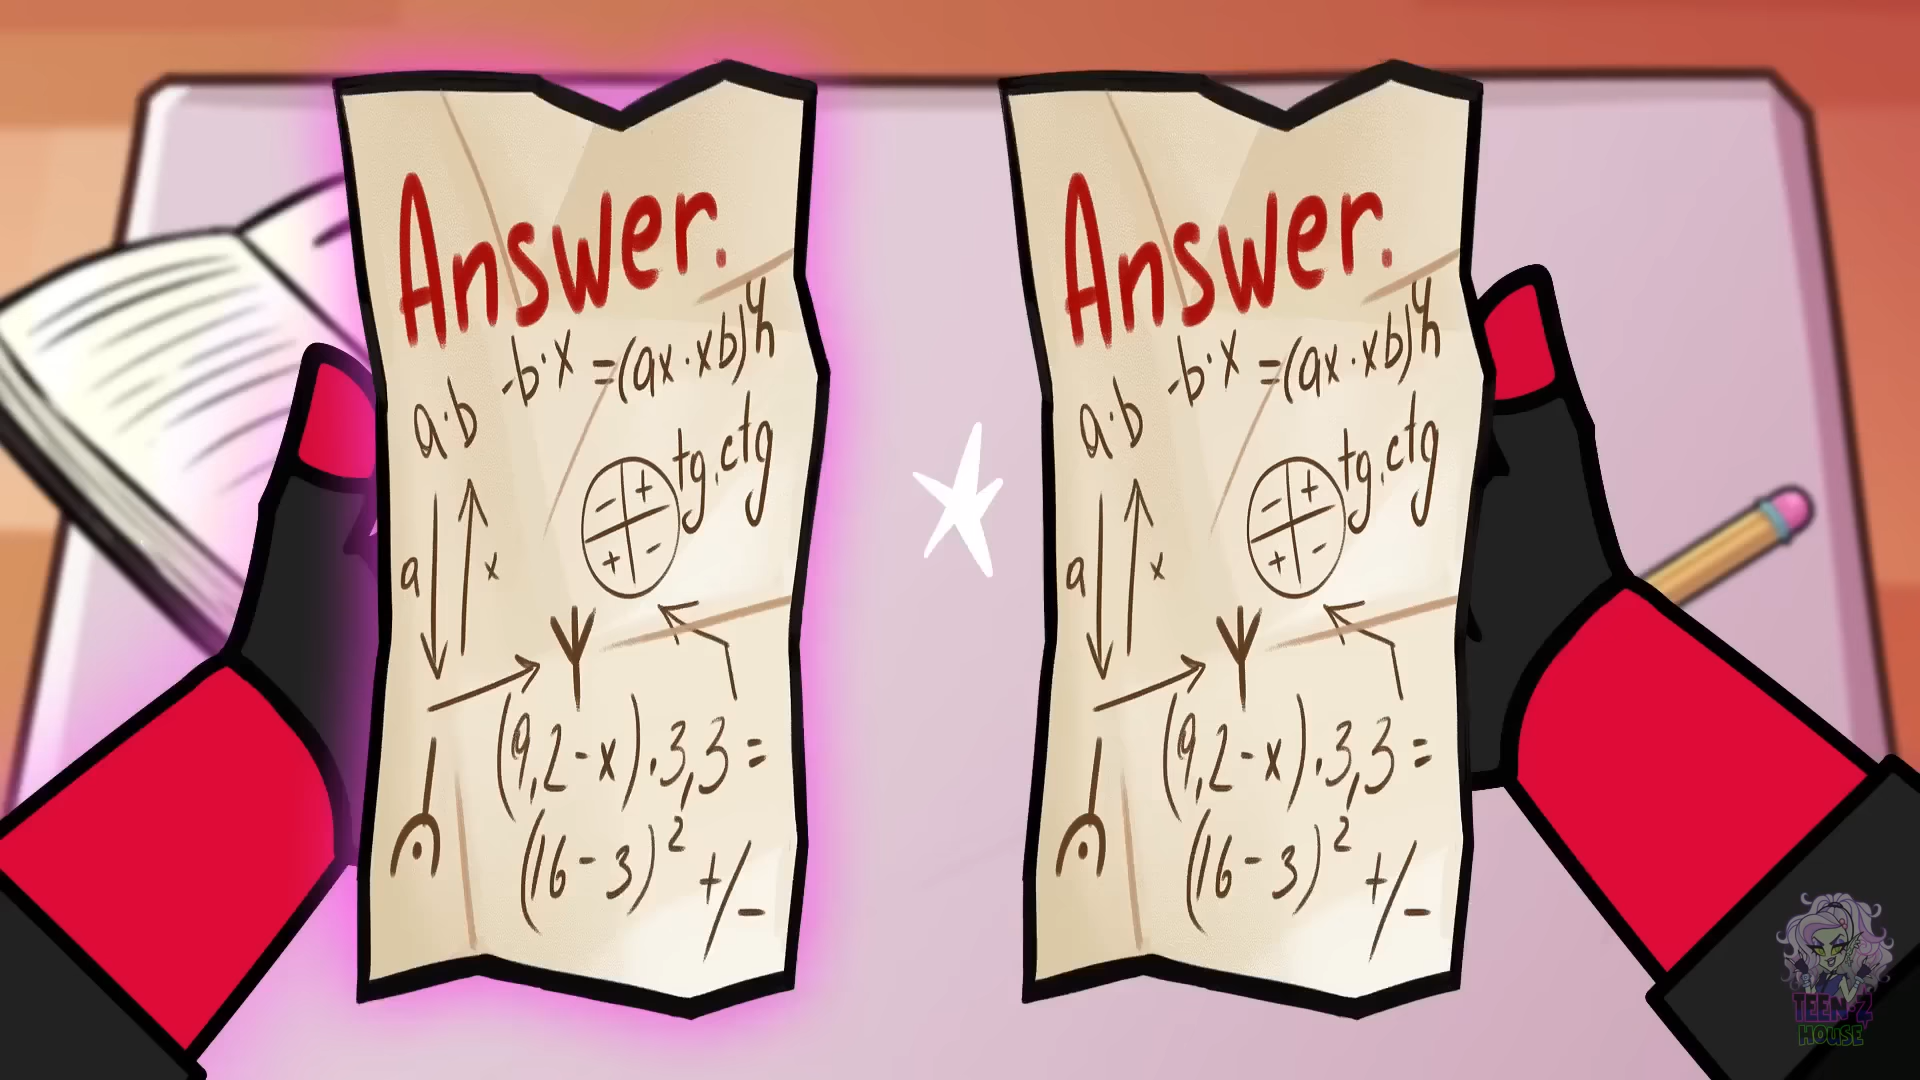 Answer.
-b·x =(ax·xb)
a·b
tg.ctg
- +
+ -
a x
(9,2-x).3,3=
(16-3)²
+/-
Answer.
-b·x =(ax·xb)
a·b
tg.ctg
- +
+ -
a x
(9,2-x).3,3=
(16-3)²
+/-
TEEN-Z
HOUSE